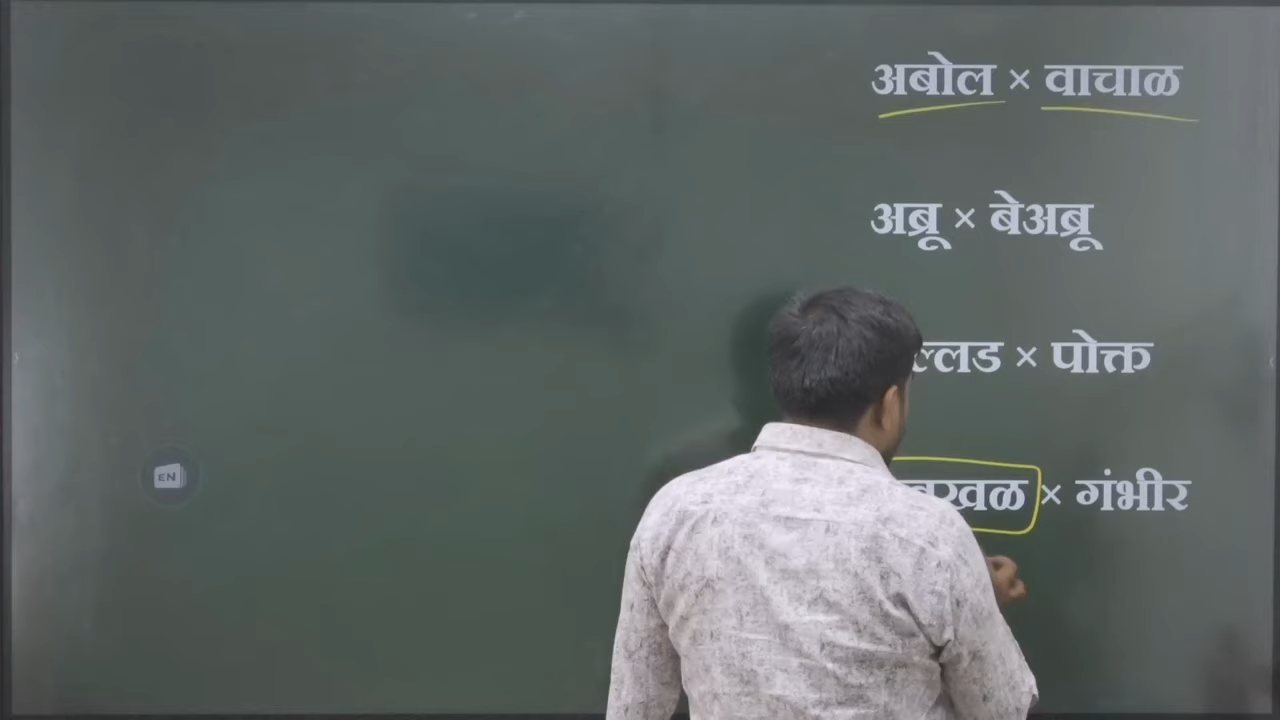 अबोल × वाचाळ
अब्रू × बेअब्रू
× पोक्त
× गंभीर
EN